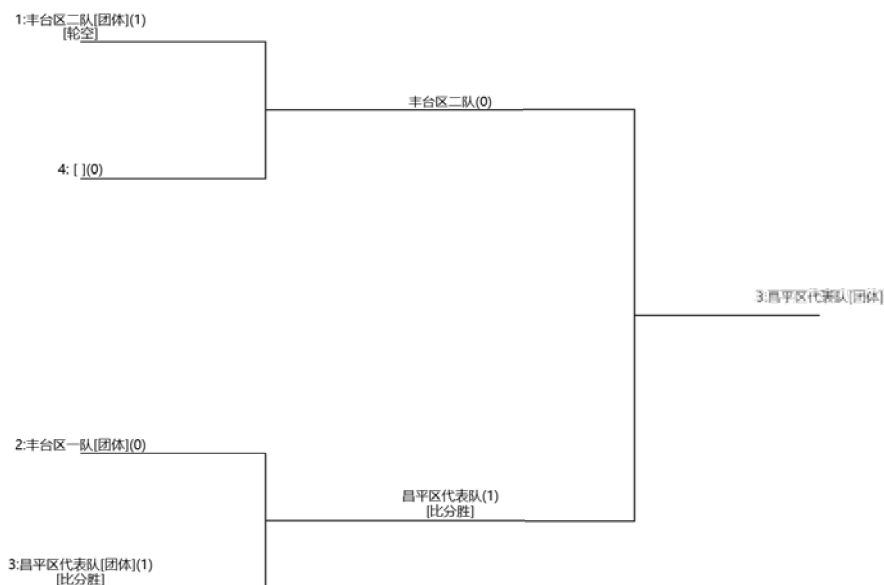 1:丰台区二队[团体](1)
[轮空]
丰台区二队(0)
4: [ ](0)
3:昌平区代表队[团体]
2:丰台区一队[团体](0)
昌平区代表队(1)
[比分胜]
3:昌平区代表队[团体](1)
[比分胜]